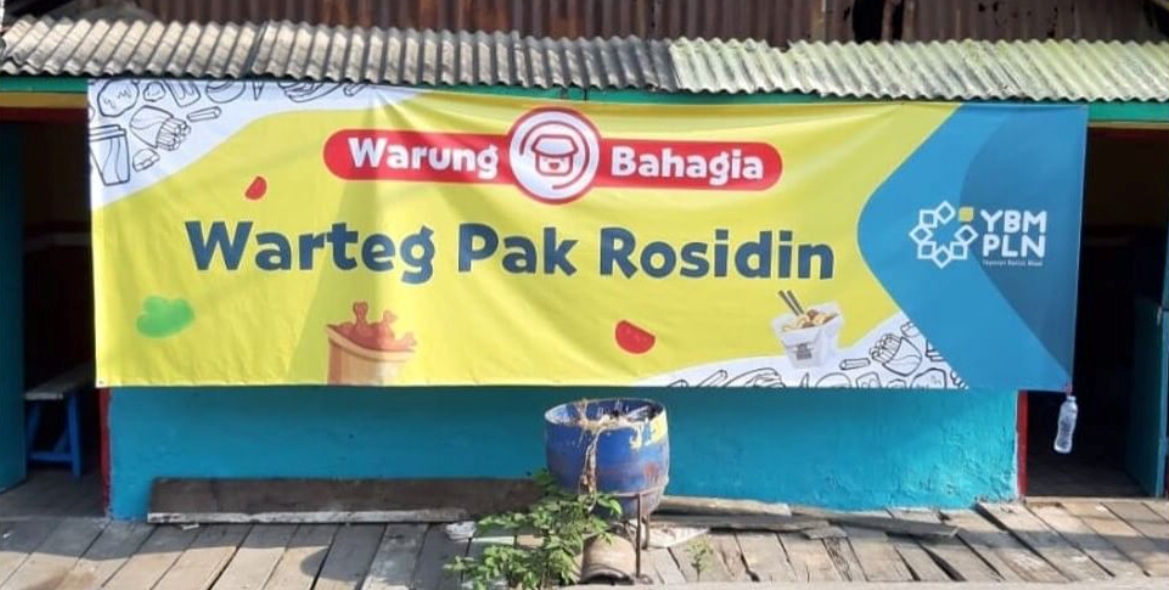 Warung Bahagia
Warteg Pak Rosidin
YBM
PLN